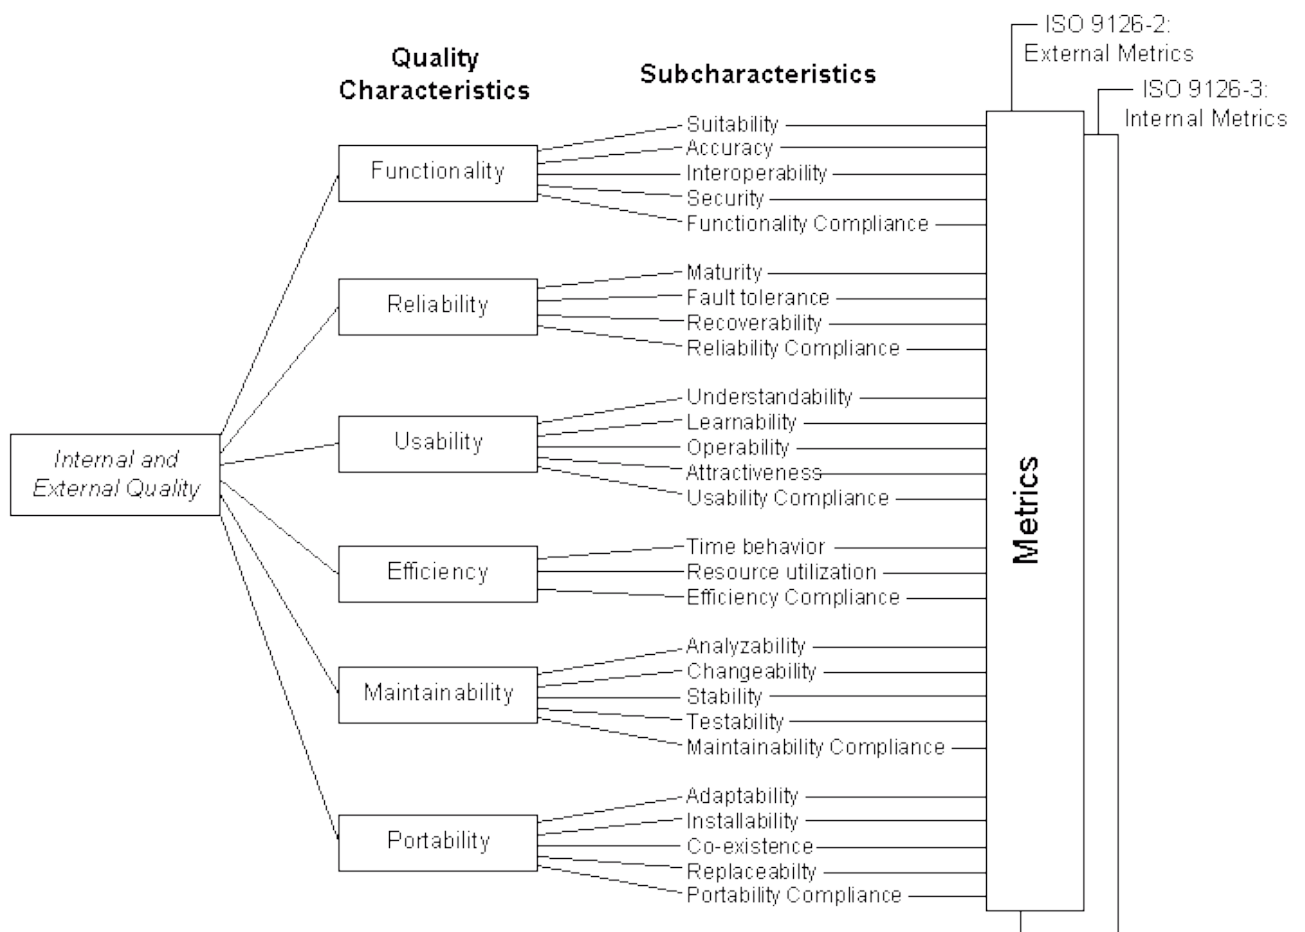 ISO 9126-2:
External Metrics
ISO 9126-3:
Internal Metrics
Quality
Characteristics
Subcharacteristics
Internal and
External Quality
Functionality
Suitability
Accuracy
Interoperability
Security
Functionality Compliance
Reliability
Maturity
Fault tolerance
Recoverability
Reliability Compliance
Usability
Understandability
Learnability
Operability
Attractiveness
Usability Compliance
Efficiency
Time behavior
Resource utilization
Efficiency Compliance
Maintainability
Analyzability
Changeability
Stability
Testability
Maintainability Compliance
Portability
Adaptability
Installability
Co-existence
Replaceabilty
Portability Compliance
Metrics